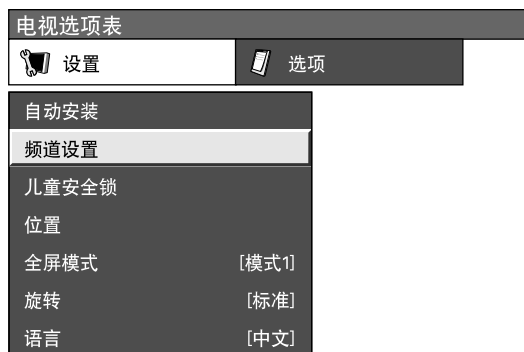 电视选项表
设置 选项
自动安装
频道设置
儿童安全锁
位置
全屏模式 [模式1]
旋转 [标准]
语言 [中文]